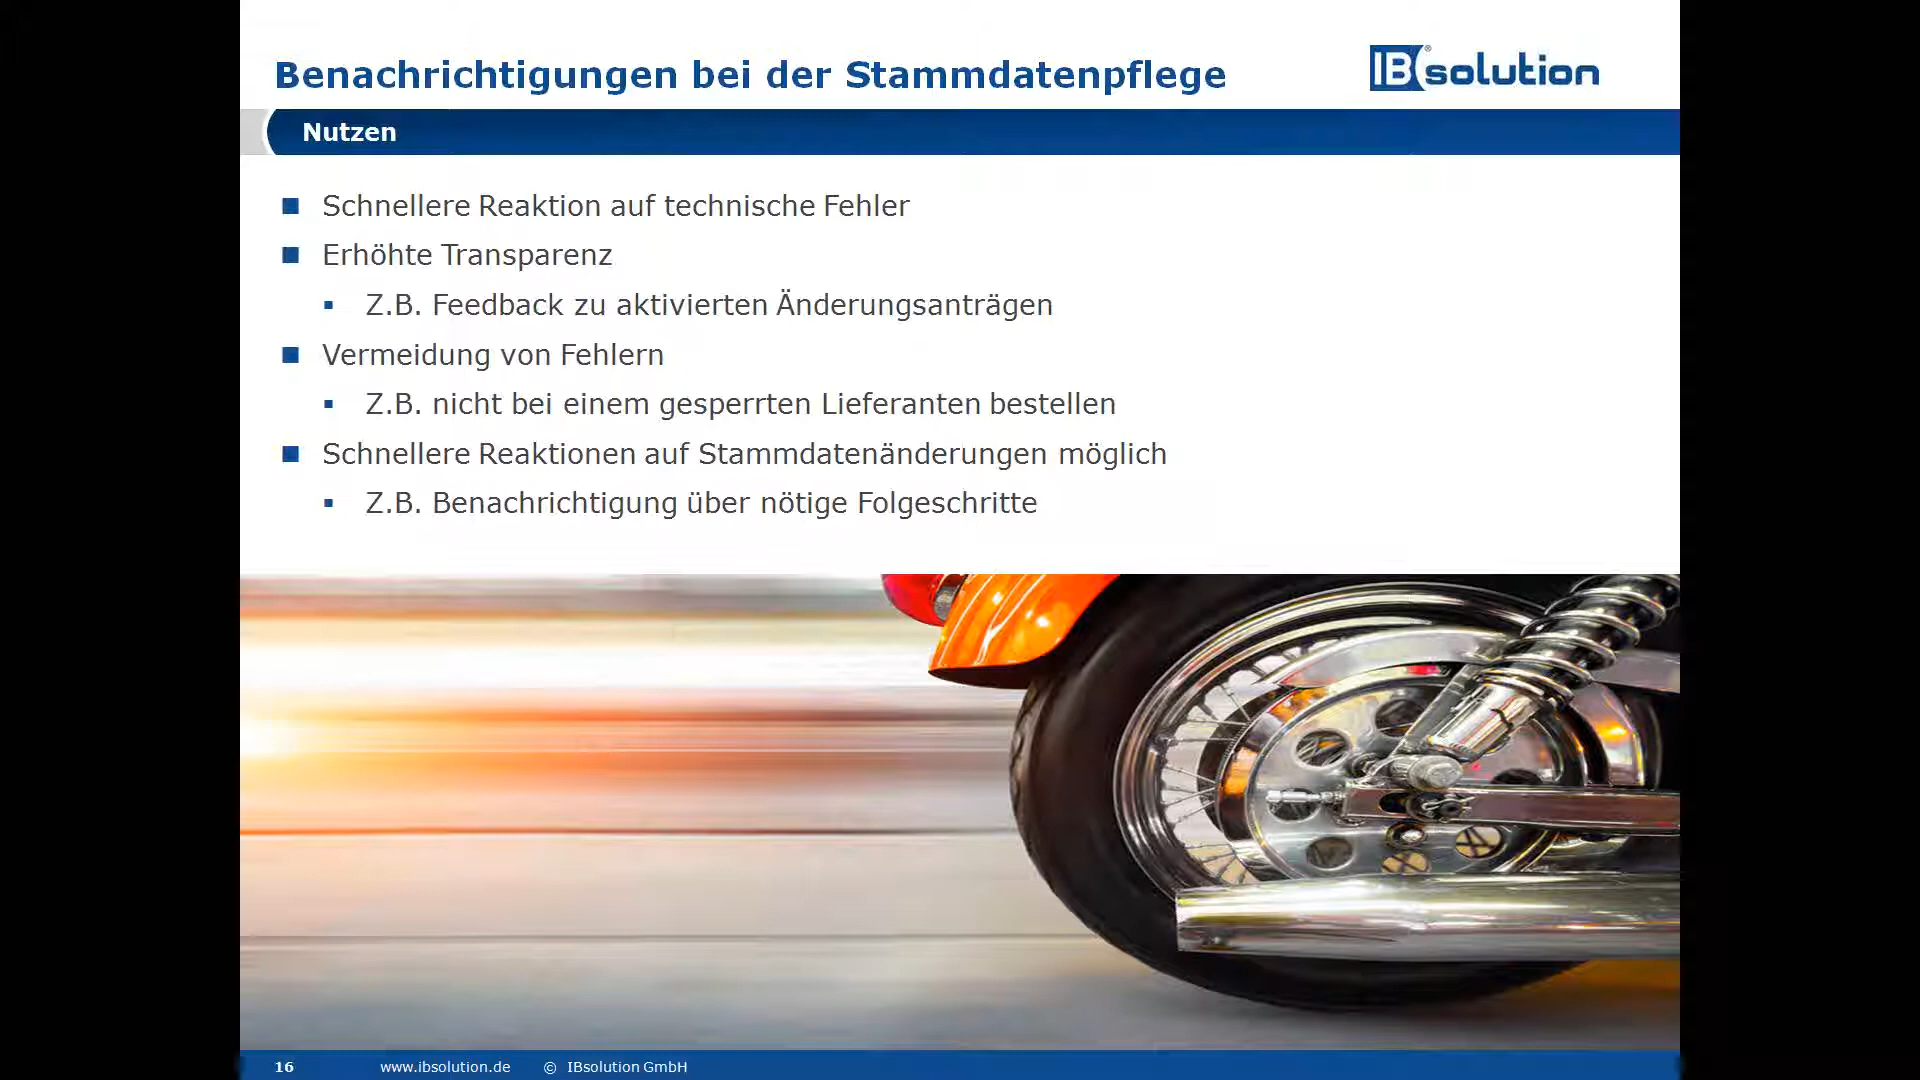 Benachrichtigungen bei der Stammdatenpflege
IBsolution®
Nutzen
Schnellere Reaktion auf technische Fehler
Erhöhte Transparenz
Z.B. Feedback zu aktivierten Änderungsanträgen
Vermeidung von Fehlern
Z.B. nicht bei einem gesperrten Lieferanten bestellen
Schnellere Reaktionen auf Stammdatenänderungen möglich
Z.B. Benachrichtigung über nötige Folgeschritte
16 www.ibsolution.de © IBsolution GmbH